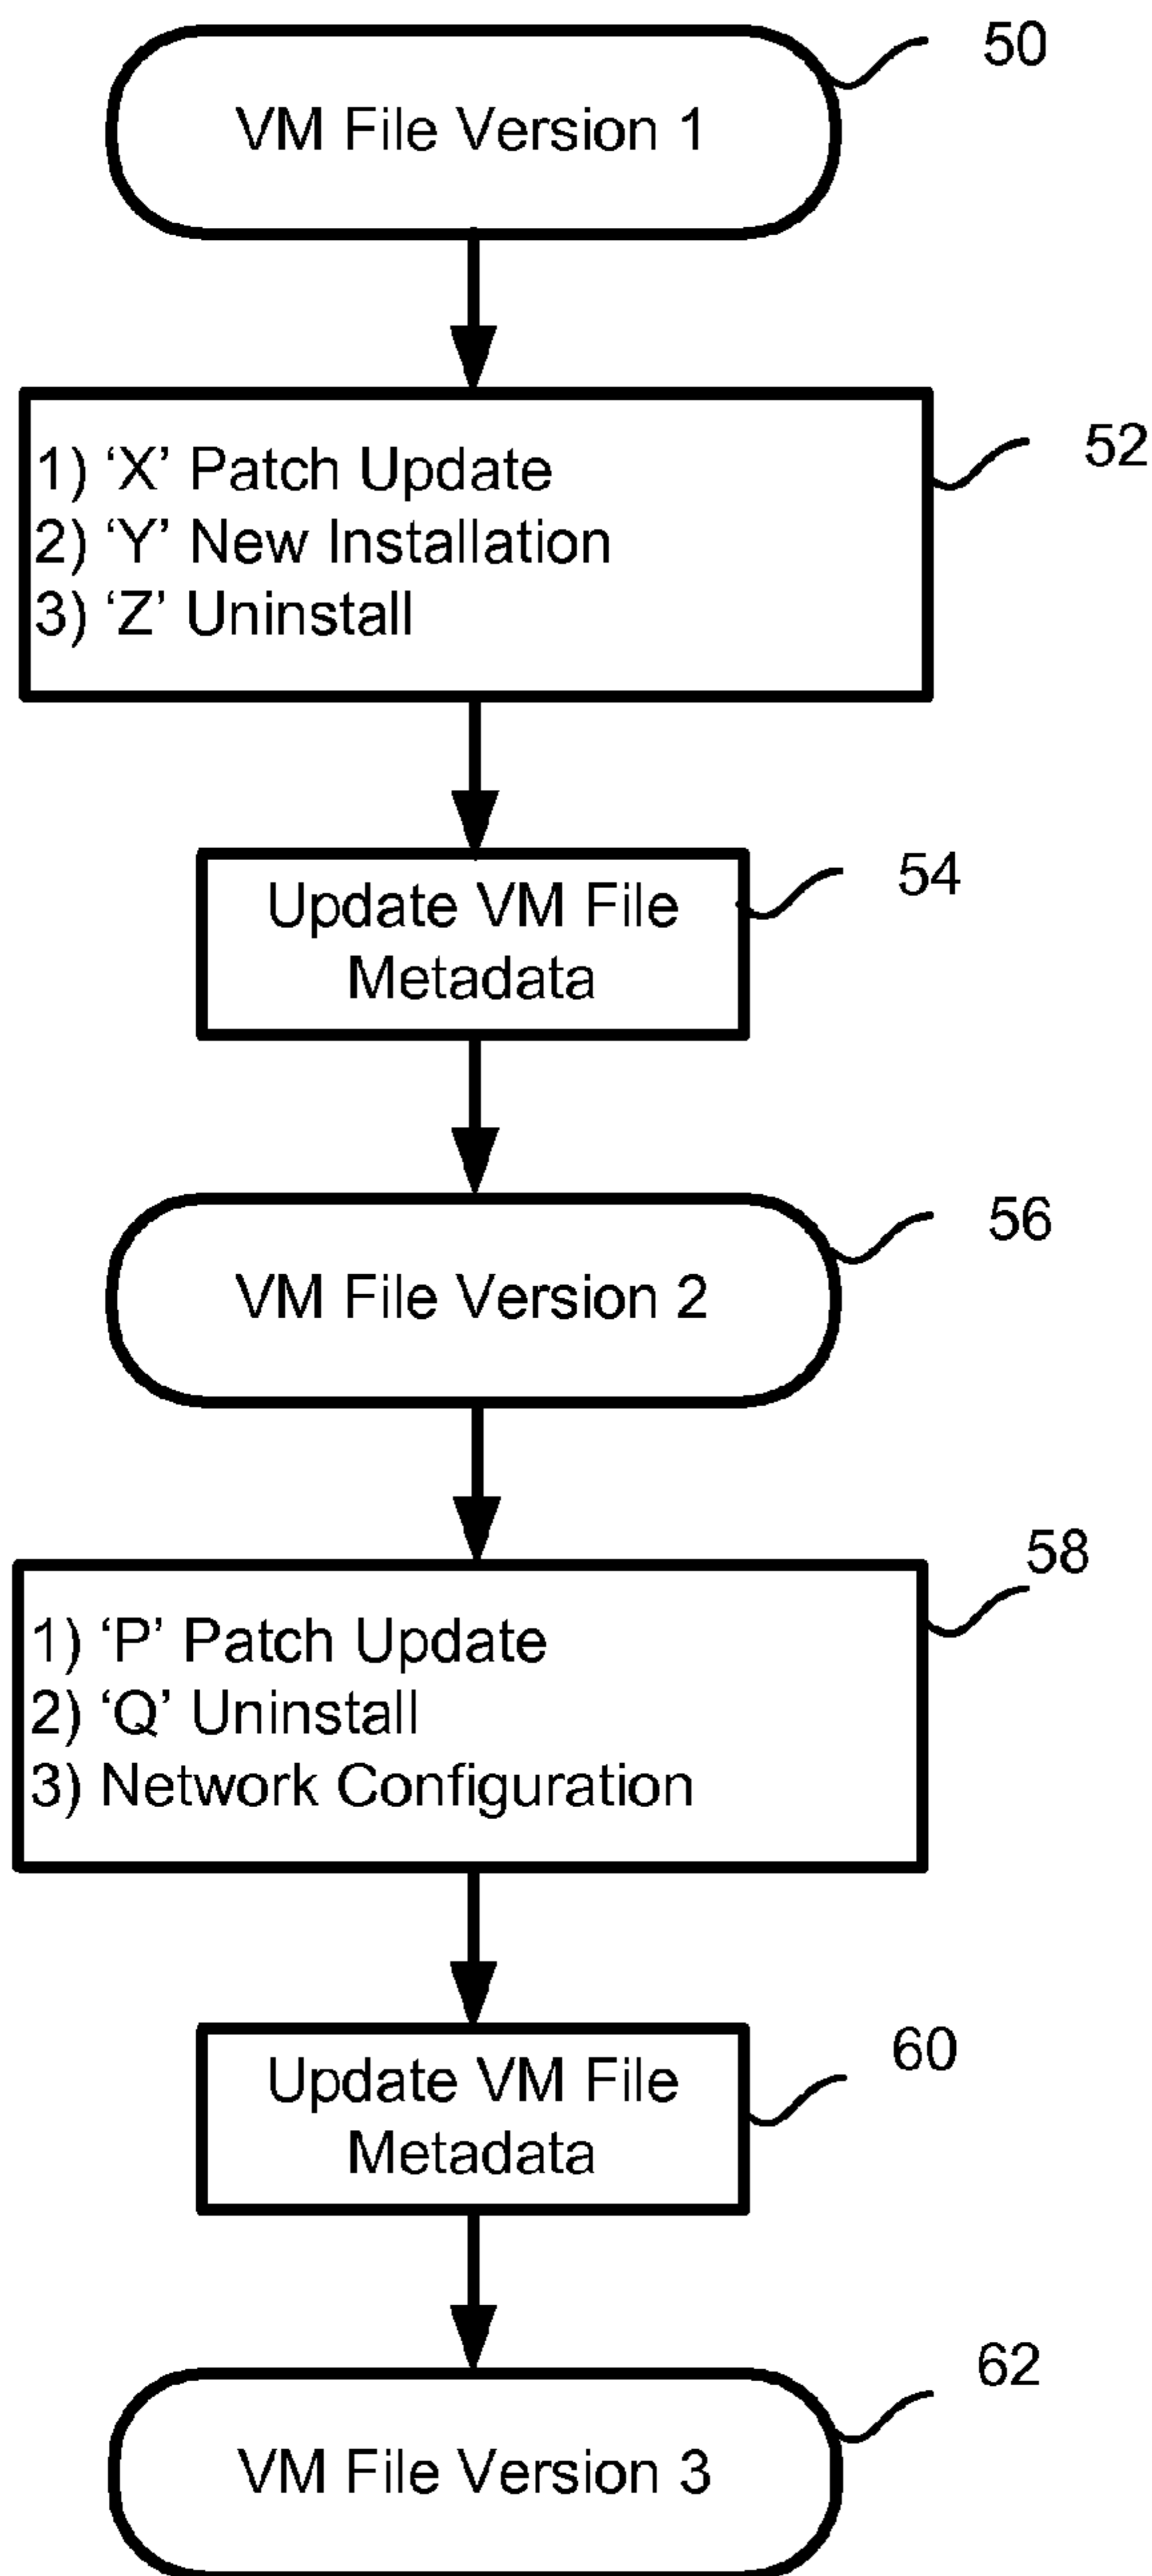 50
VM File Version 1
52
1) ‘X’ Patch Update
2) ‘Y’ New Installation
3) ‘Z’ Uninstall
54
Update VM File
Metadata
56
VM File Version 2
58
1) ‘P’ Patch Update
2) ‘Q’ Uninstall
3) Network Configuration
60
Update VM File
Metadata
62
VM File Version 3